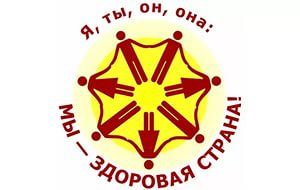 Я, ты, он, она:
МЫ — ЗДОРОВАЯ СТРАНА!